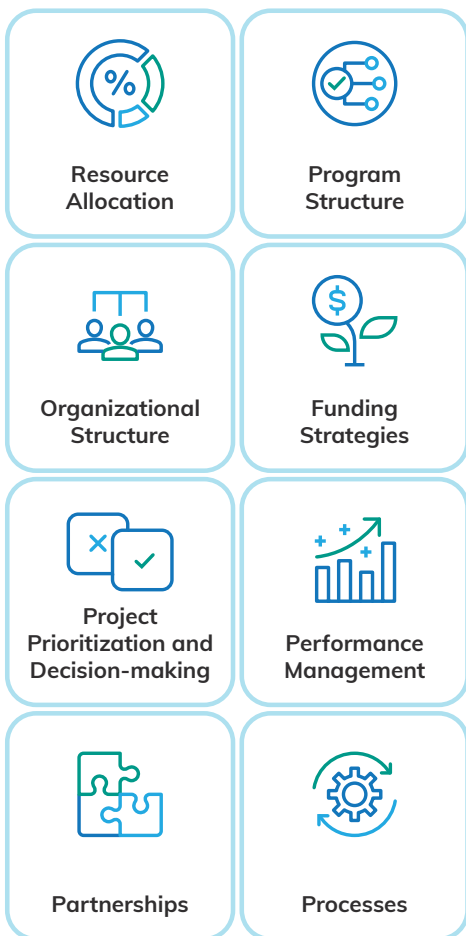 %
Resource
Allocation
Program
Structure
Organizational
Structure
$
Funding
Strategies
Project
Prioritization and
Decision-making
Performance
Management
Partnerships
Processes